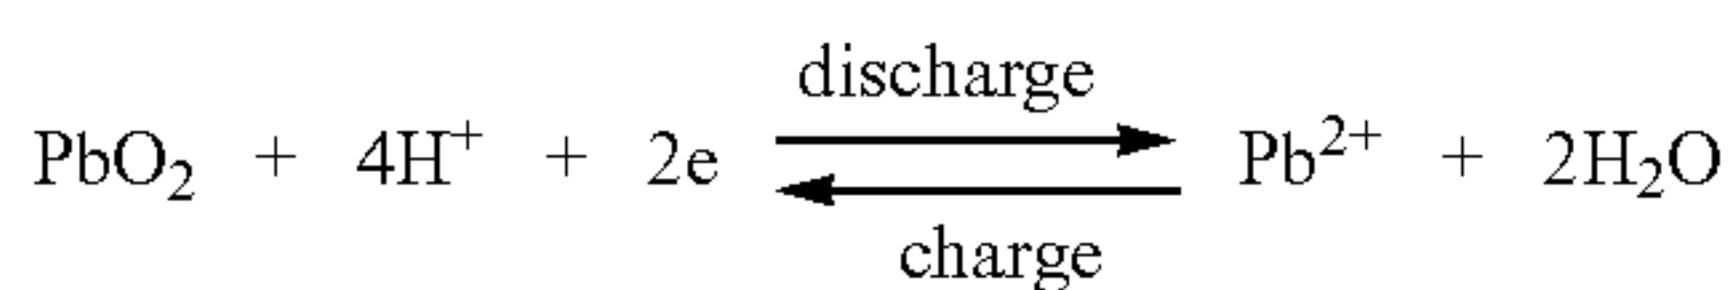 discharge
PbO₂ + 4H⁺ + 2e ⇄ Pb²⁺ + 2H₂O
charge